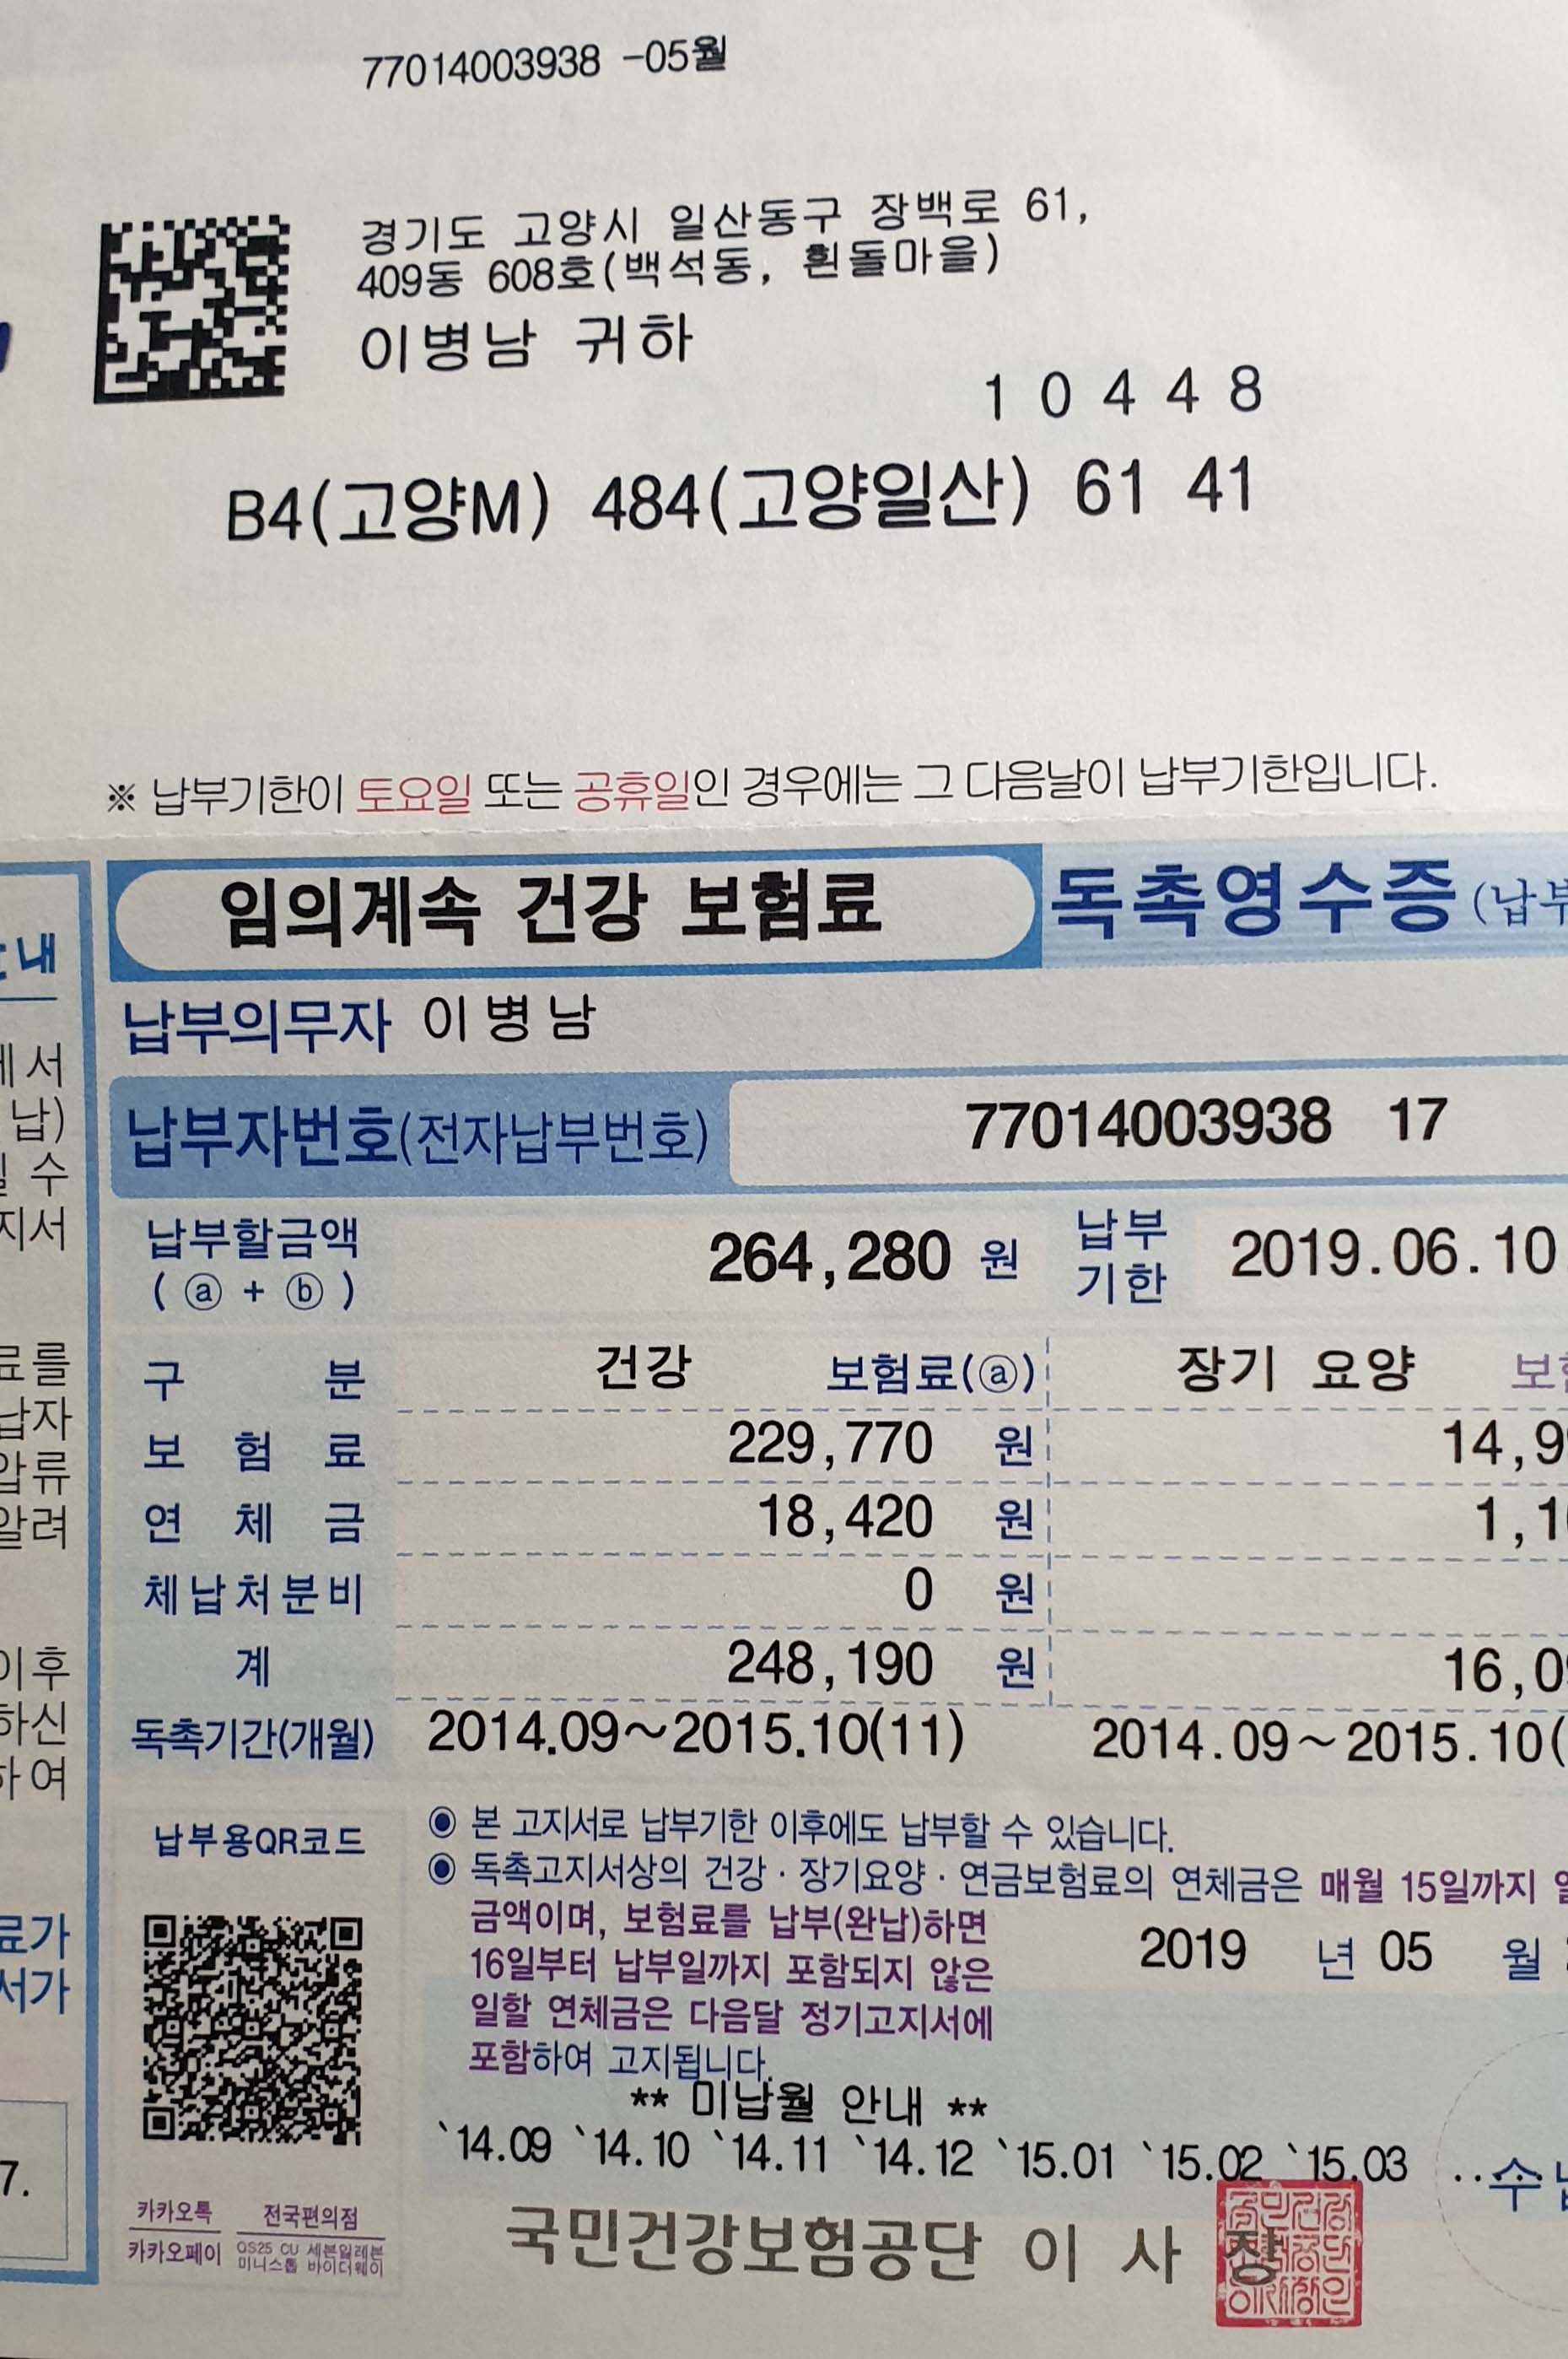 77014003938 -05월
경기도 고양시 일산동구 장백로 61,
409동 608호(백석동, 흰돌마을)
이병남 귀하
10448
B4(고양M) 484(고양일산) 61 41
※ 납부기한이 토요일 또는 공휴일인 경우에는 그 다음날이 납부기한입니다.
임의계속 건강 보험료 독촉영수증
납부의무자 이병남
납부자번호(전자납부번호) 77014003938 17
납부할금액 (ⓐ + ⓑ) 264,280 원 납부기한 2019.06.10.
구 분 건강 보험료(ⓐ) 장기 요양
보 험 료 229,770 원 14,9
연 체 금 18,420 원 1,1
체납처분비 0 원
계 248,190 원 16,0
독촉기간(개월) 2014.09~2015.10(11) 2014.09~2015.10(
납부용QR코드
◉ 본 고지서로 납부기한 이후에도 납부할 수 있습니다.
◉ 독촉고지서상의 건강·장기요양·연금보험료의 연체금은 매월 15일까지
금액이며, 보험료를 납부(완납)하면
16일부터 납부일까지 포함되지 않은
일할 연체금은 다음달 정기고지서에
포함하여 고지됩니다.
2019 년 05 월
** 미납월 안내 **
`14.09 `14.10 `14.11 `14.12 `15.01 `15.02 `15.03 ..
카카오톡 전국편의점
카카오페이 GS25 CU 세븐일레븐
미니스톱 바이더웨이
국민건강보험공단 이 사 장
내
에서
납)
수
지서
료를
납자
압류
알려
이후
하신
하여
료가
서가
7.